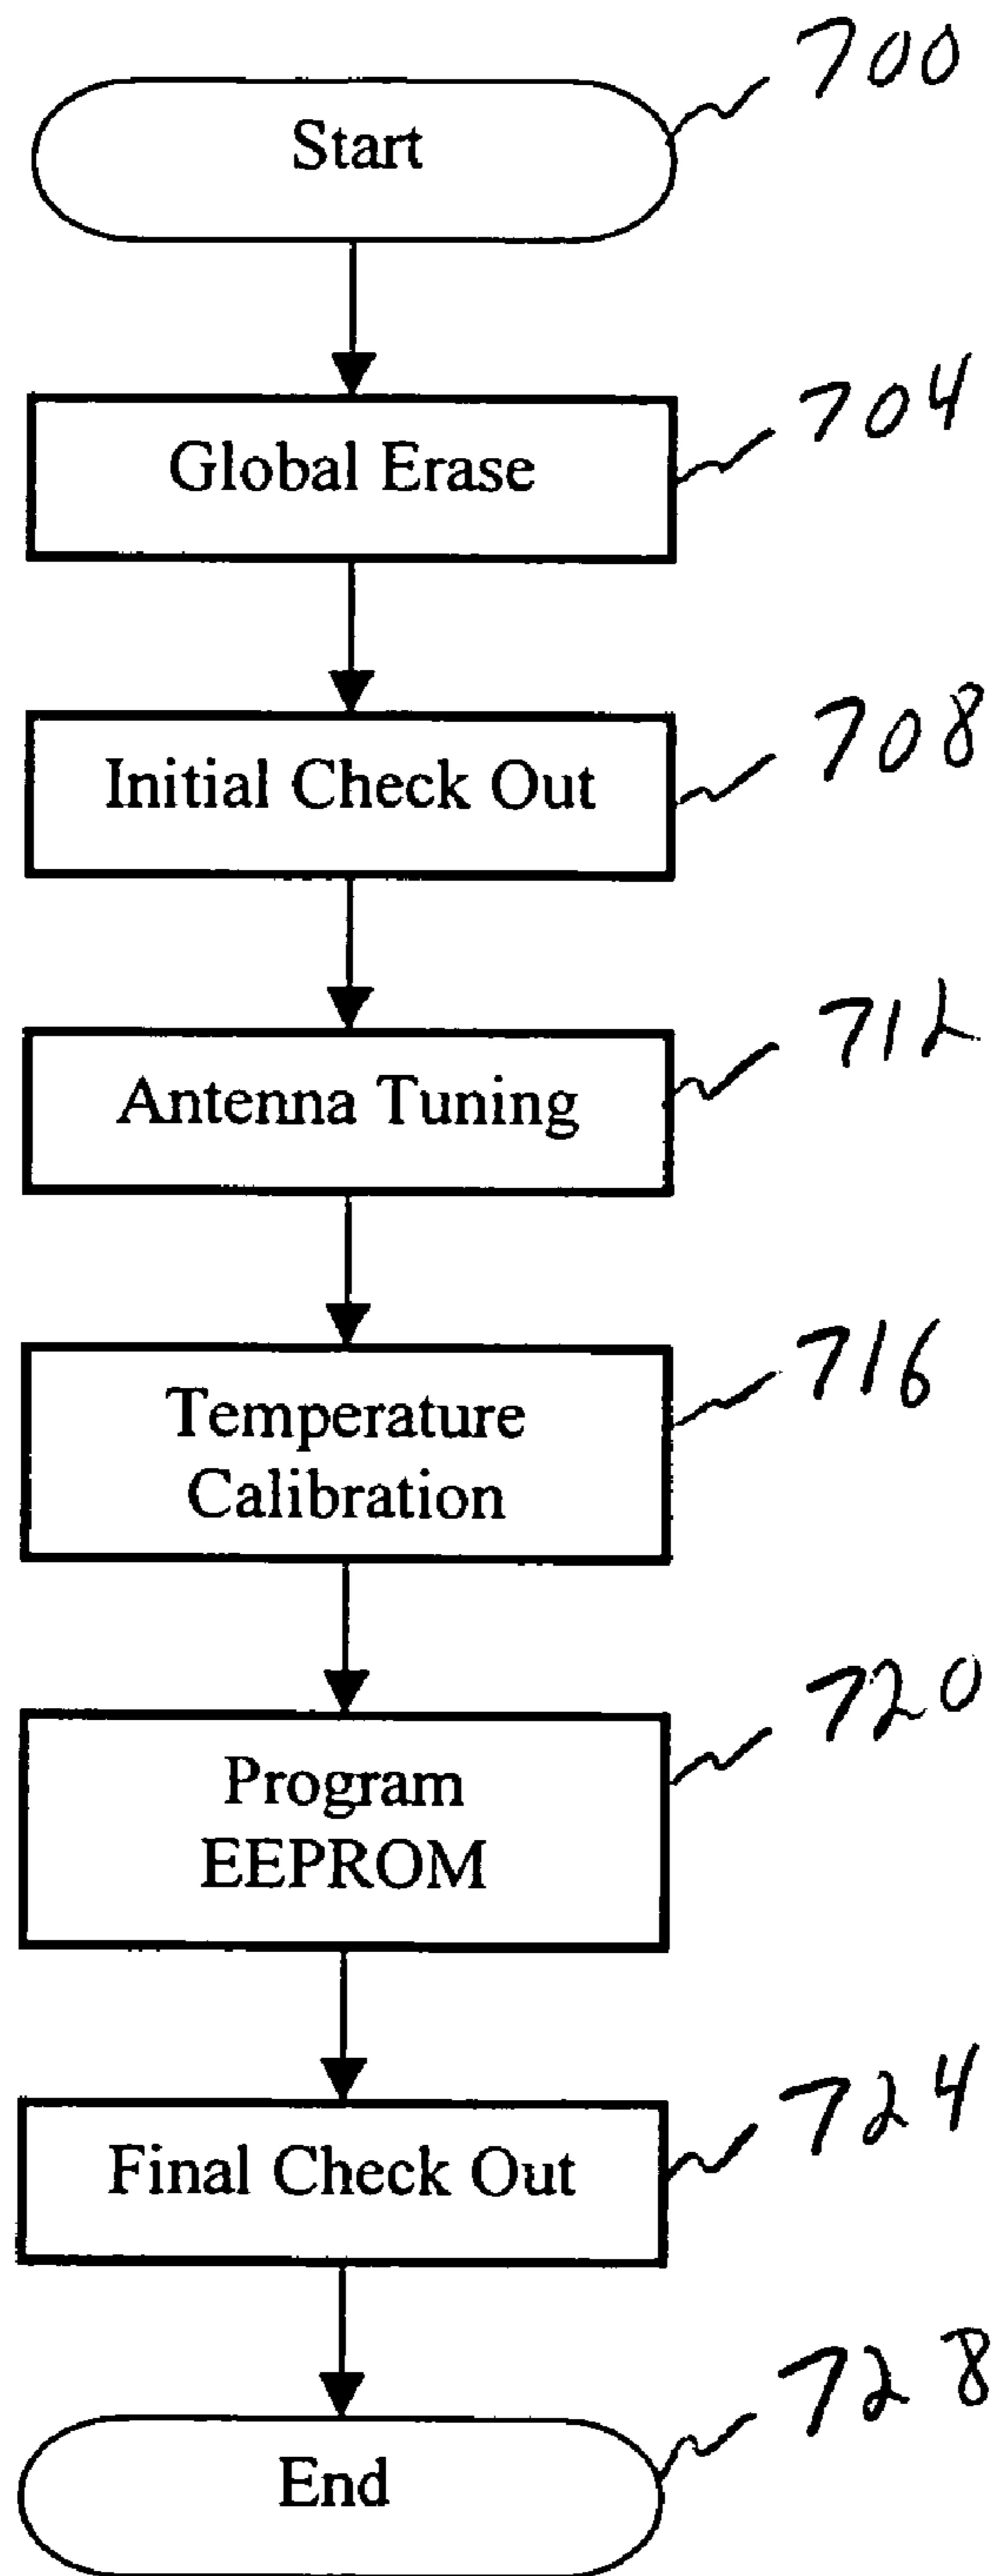 700
Start
704
Global Erase
708
Initial Check Out
712
Antenna Tuning
716
Temperature
Calibration
720
Program
EEPROM
724
Final Check Out
728
End